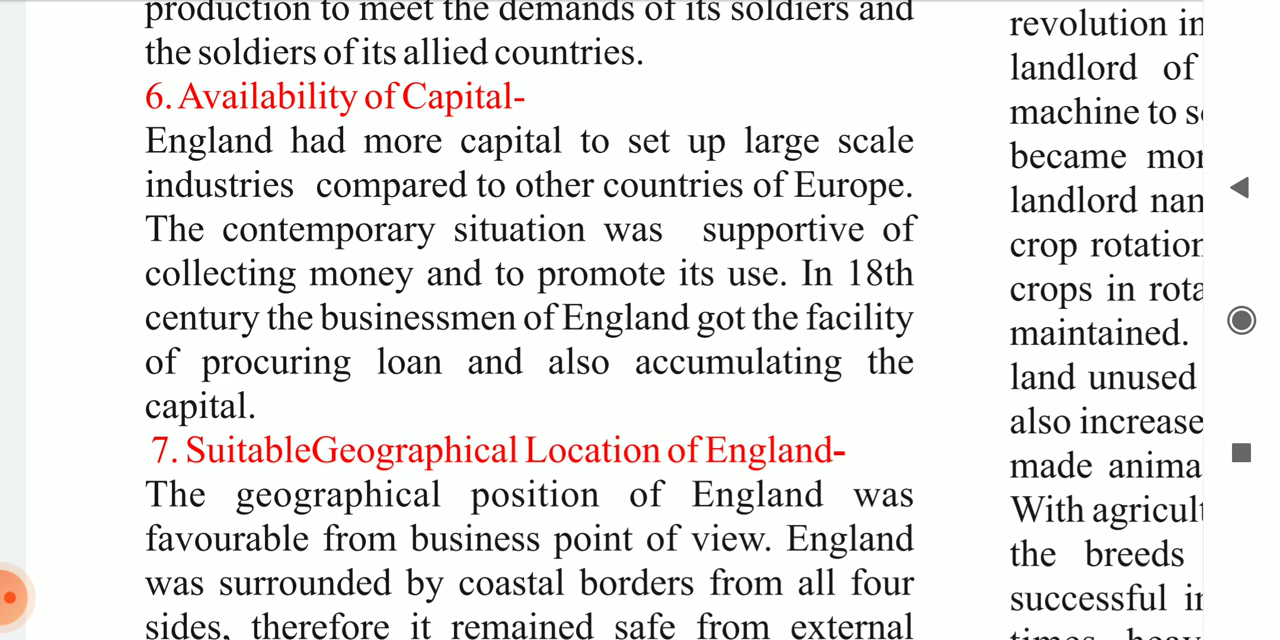 production to meet the demands of its soldiers and
the soldiers of its allied countries.
6. Availability of Capital-
England had more capital to set up large scale
industries compared to other countries of Europe.
The contemporary situation was supportive of
collecting money and to promote its use. In 18th
century the businessmen of England got the facility
of procuring loan and also accumulating the
capital.
7. SuitableGeographical Location of England-
The geographical position of England was
favourable from business point of view. England
was surrounded by coastal borders from all four
sides, therefore it remained safe from external
revolution in
landlord of
machine to
became
landlord
crop rotation
crops in
maintained.
land unused
also increase
made
With
the breeds
successful
times